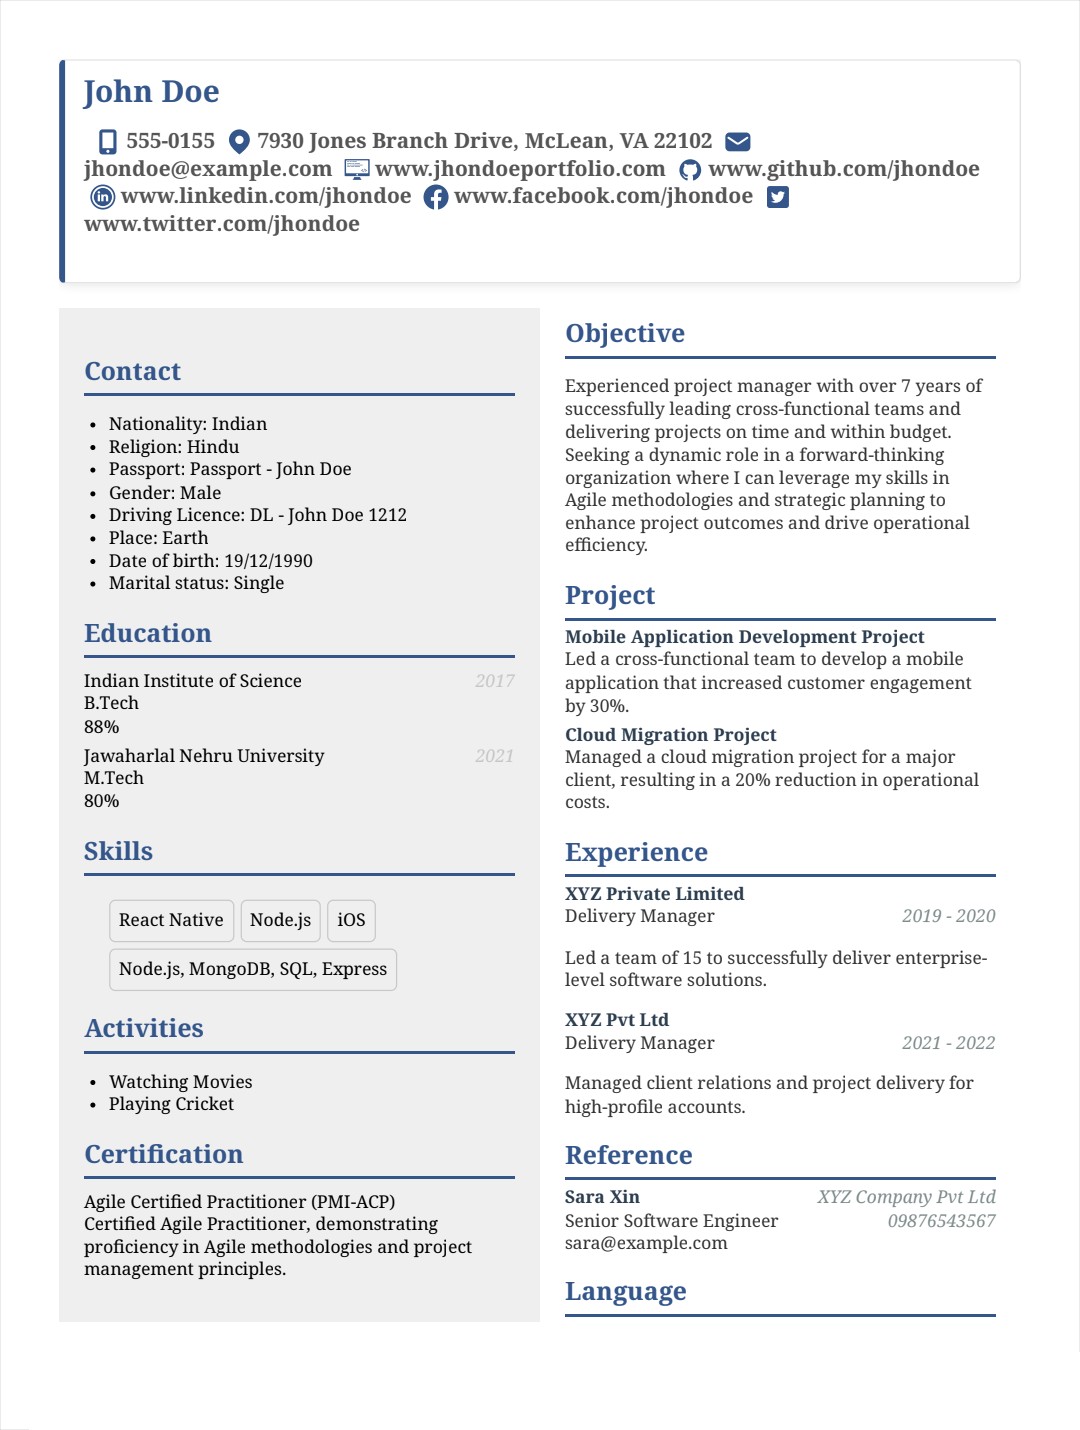 John Doe
555-0155 7930 Jones Branch Drive, McLean, VA 22102
jhondoe@example.com www.jhondoeportfolio.com www.github.com/jhondoe
www.linkedin.com/jhondoe www.facebook.com/jhondoe
www.twitter.com/jhondoe
Contact
• Nationality: Indian
• Religion: Hindu
• Passport: Passport - John Doe
• Gender: Male
• Driving Licence: DL - John Doe 1212
• Place: Earth
• Date of birth: 19/12/1990
• Marital status: Single
Education
Indian Institute of Science 2017
B.Tech
88%
Jawaharlal Nehru University 2021
M.Tech
80%
Skills
React Native Node.js iOS
Node.js, MongoDB, SQL, Express
Activities
• Watching Movies
• Playing Cricket
Certification
Agile Certified Practitioner (PMI-ACP)
Certified Agile Practitioner, demonstrating
proficiency in Agile methodologies and project
management principles.
Objective
Experienced project manager with over 7 years of
successfully leading cross-functional teams and
delivering projects on time and within budget.
Seeking a dynamic role in a forward-thinking
organization where I can leverage my skills in
Agile methodologies and strategic planning to
enhance project outcomes and drive operational
efficiency.
Project
Mobile Application Development Project
Led a cross-functional team to develop a mobile
application that increased customer engagement
by 30%.
Cloud Migration Project
Managed a cloud migration project for a major
client, resulting in a 20% reduction in operational
costs.
Experience
XYZ Private Limited
Delivery Manager 2019 - 2020
Led a team of 15 to successfully deliver enterprise-
level software solutions.
XYZ Pvt Ltd
Delivery Manager 2021 - 2022
Managed client relations and project delivery for
high-profile accounts.
Reference
Sara Xin XYZ Company Pvt Ltd
Senior Software Engineer 09876543567
sara@example.com
Language